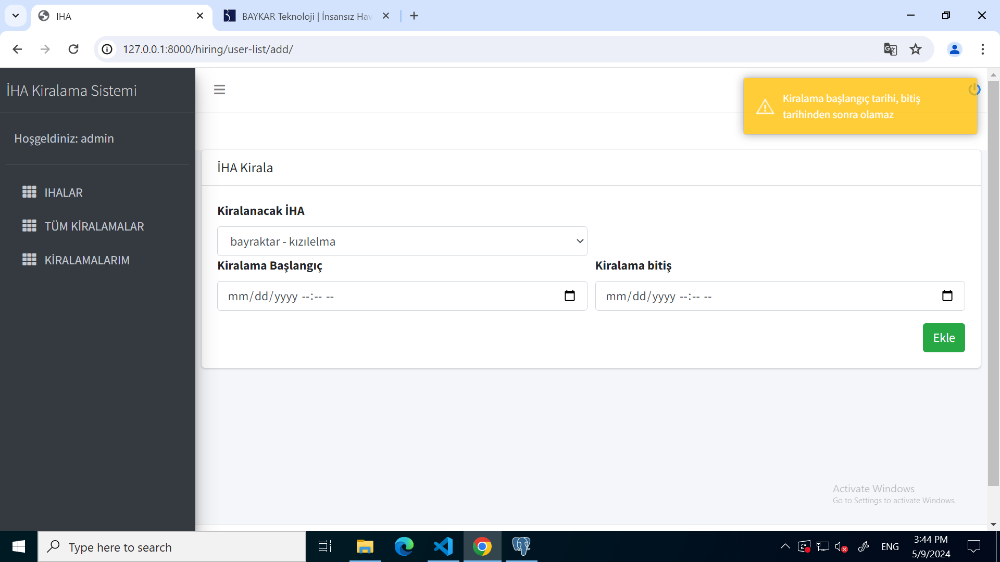 IHA
BAYKAR Teknoloji | İnsansız Hav
127.0.0.1:8000/hiring/user-list/add/
İHA Kiralama Sistemi
Kiralama başlangıç tarihi, bitiş
tarihinden sonra olamaz
Hoşgeldiniz: admin
IHALAR
TÜM KİRALAMALAR
KİRALAMALARIM
İHA Kirala
Kiralanacak İHA
bayraktar - kızılelma
Kiralama Başlangıç
Kiralama bitiş
mm/dd/yyyy --:-- --
mm/dd/yyyy --:-- --
Ekle
Activate Windows
Go to Settings to activate Windows.
Type here to search
ENG
3:44 PM
5/9/2024